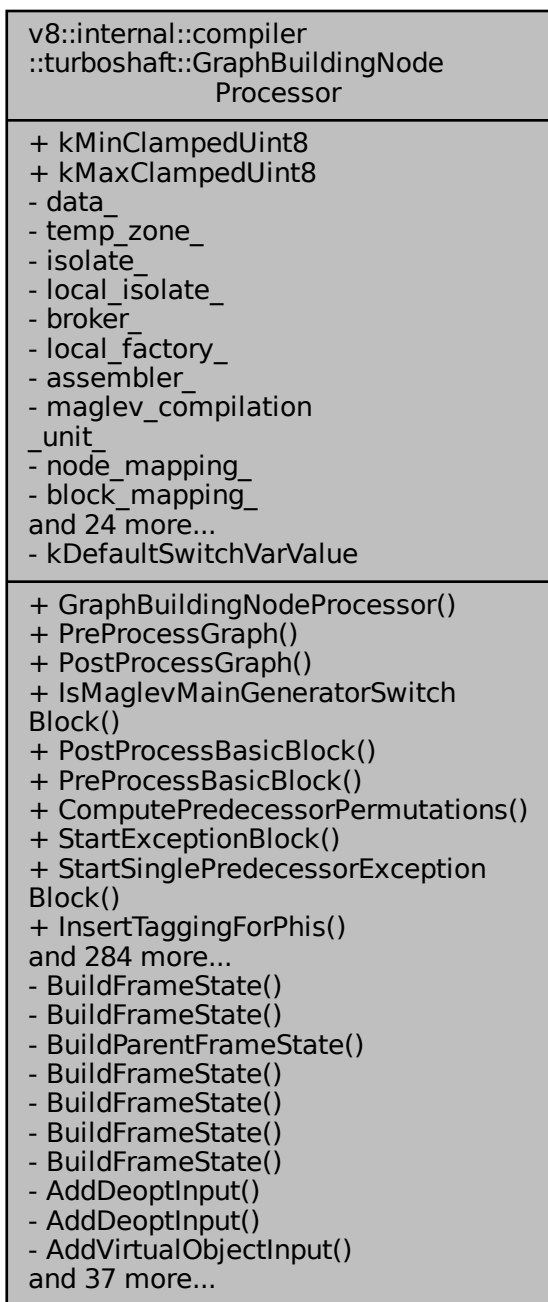 v8::internal::compiler
::turboshaft::GraphBuildingNode
Processor
+ kMinClampedUint8
+ kMaxClampedUint8
- data_
- temp_zone_
- isolate_
- local_isolate_
- broker_
- local_factory_
- assembler_
- maglev_compilation
_unit_
- node_mapping_
- block_mapping_
and 24 more...
- kDefaultSwitchVarValue
+ GraphBuildingNodeProcessor()
+ PreProcessGraph()
+ PostProcessGraph()
+ IsMaglevMainGeneratorSwitch
Block()
+ PostProcessBasicBlock()
+ PreProcessBasicBlock()
+ ComputePredecessorPermutations()
+ StartExceptionBlock()
+ StartSinglePredecessorException
Block()
+ InsertTaggingForPhis()
and 284 more...
- BuildFrameState()
- BuildFrameState()
- BuildParentFrameState()
- BuildFrameState()
- BuildFrameState()
- BuildFrameState()
- BuildFrameState()
- AddDeoptInput()
- AddDeoptInput()
- AddVirtualObjectInput()
and 37 more...